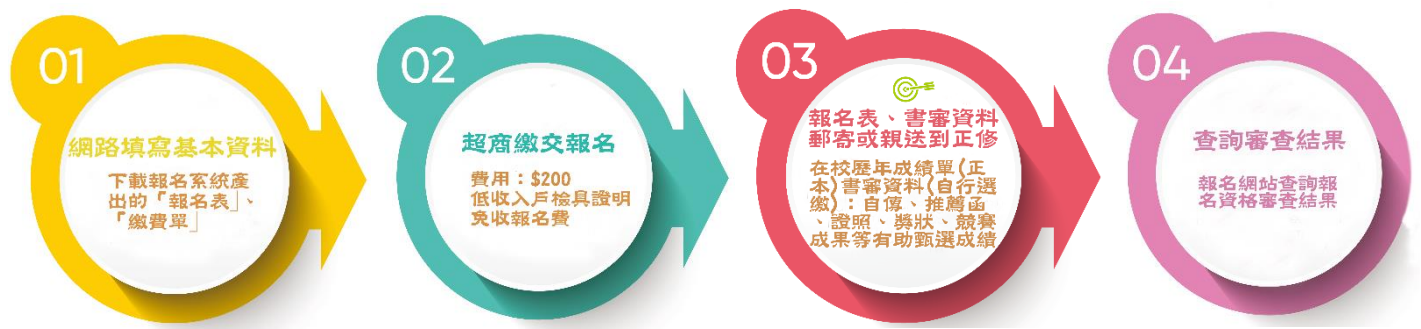 01
網路填寫基本資料
下載報名系統產
出的「報名表」、
「繳費單」
02
超商繳交報名
費用：$200
低收入戶檢具證明
免收報名費
03
報名表、書審資料
郵寄或親送到正修
在校歷年成績單(正
本)書審資料(自行選
繳)：自傳、推薦函
、證照、獎狀、競賽
成果等有助甄選成績
04
查詢審查結果
報名網站查詢報
名資格審查結果